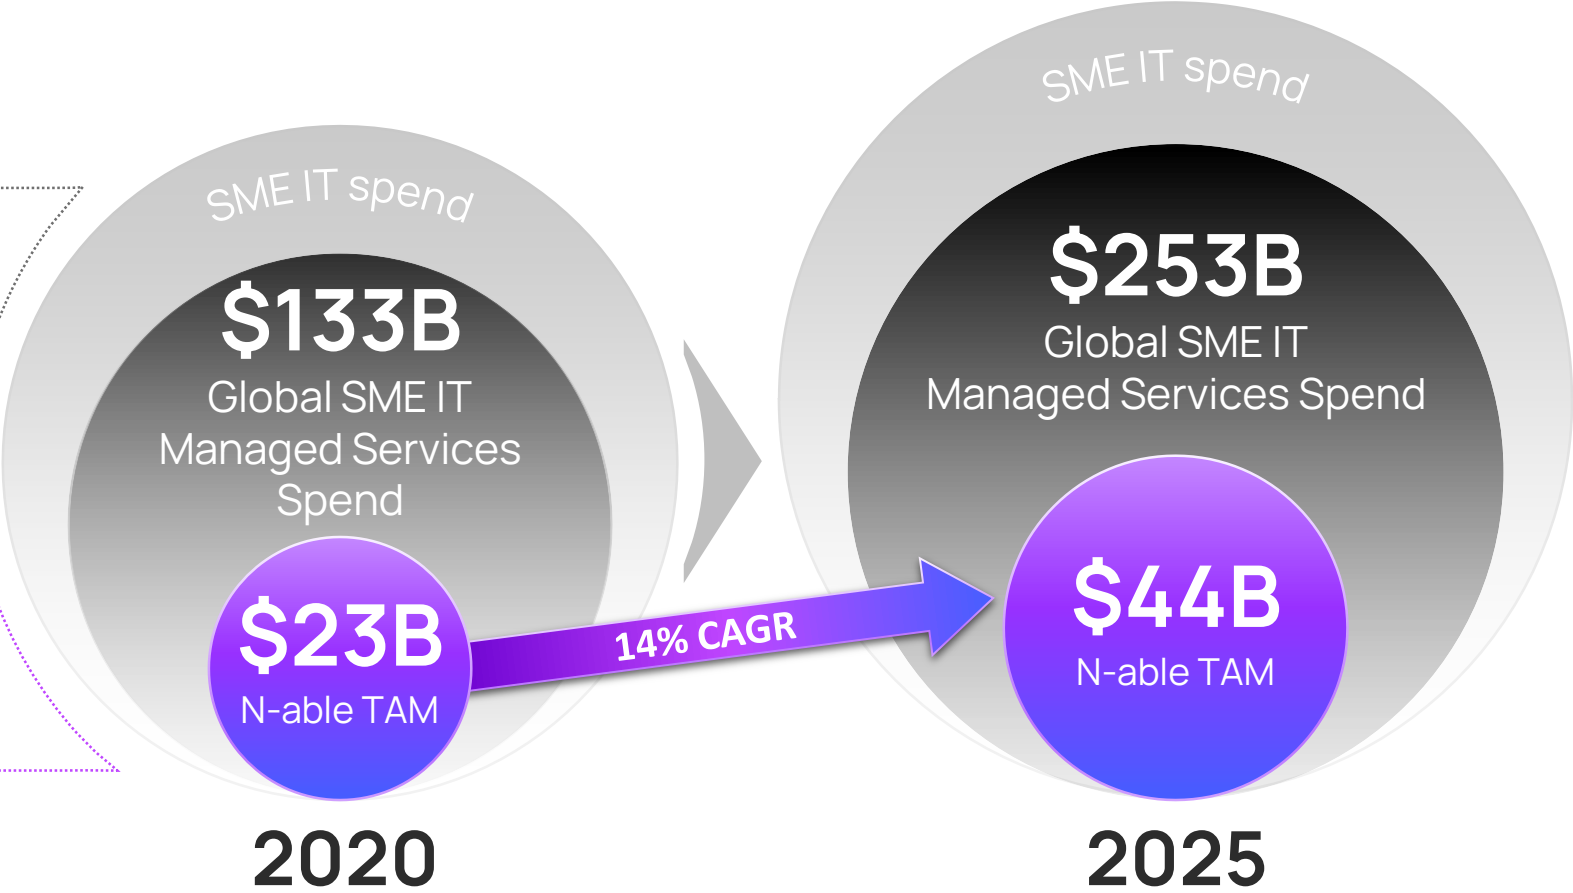 SME IT spend
$133B
Global SME IT
Managed Services
Spend
$23B
N-able TAM
2020
14% CAGR
SME IT spend
$253B
Global SME IT
Managed Services Spend
$44B
N-able TAM
2025